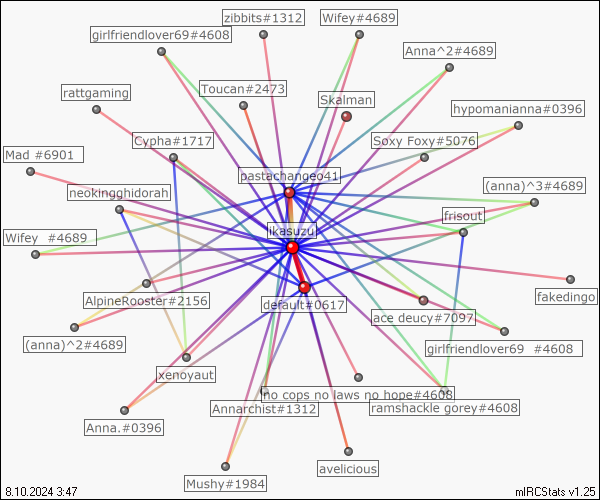 zibbits#1312
Wifey#4689
girlfriendlover69#4608
Anna^2#4689
rattgaming
Toucan#2473
Skalman
hypomanianna#0396
Cypha#1717
Soxy Foxy#5076
Mad #6901
pastachangeo41
neokingghidorah
(anna)^3#4689
frisout
ikasuzu
Wifey  #4689
fakedingo
AlpineRooster#2156
default#0617
ace deucy#7097
(anna)^2#4689
girlfriendlover69  #4608
xenoyaut
no cops no laws no hope#4608
Annarchist#1312
ramshackle gorey#4608
Anna.#0396
avelicious
Mushy#1984
8.10.2024 3:47
mIRCStats v1.25